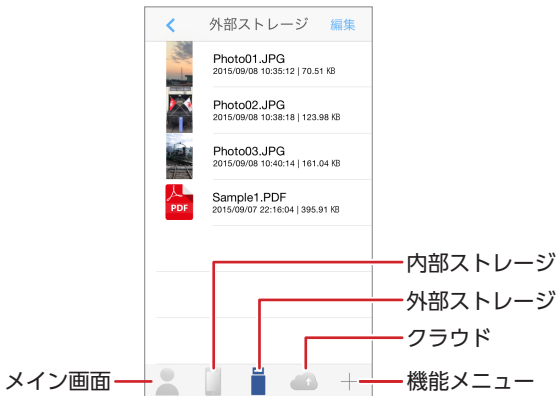 外部ストレージ 編集
Photo01.JPG
2015/09/08 10:35:12 | 70.51 KB
Photo02.JPG
2015/09/08 10:38:18 | 123.98 KB
Photo03.JPG
2015/09/08 10:40:14 | 161.04 KB
Sample1.PDF
2015/09/07 22:16:04 | 395.91 KB
PDF
内部ストレージ
外部ストレージ
クラウド
メイン画面
機能メニュー